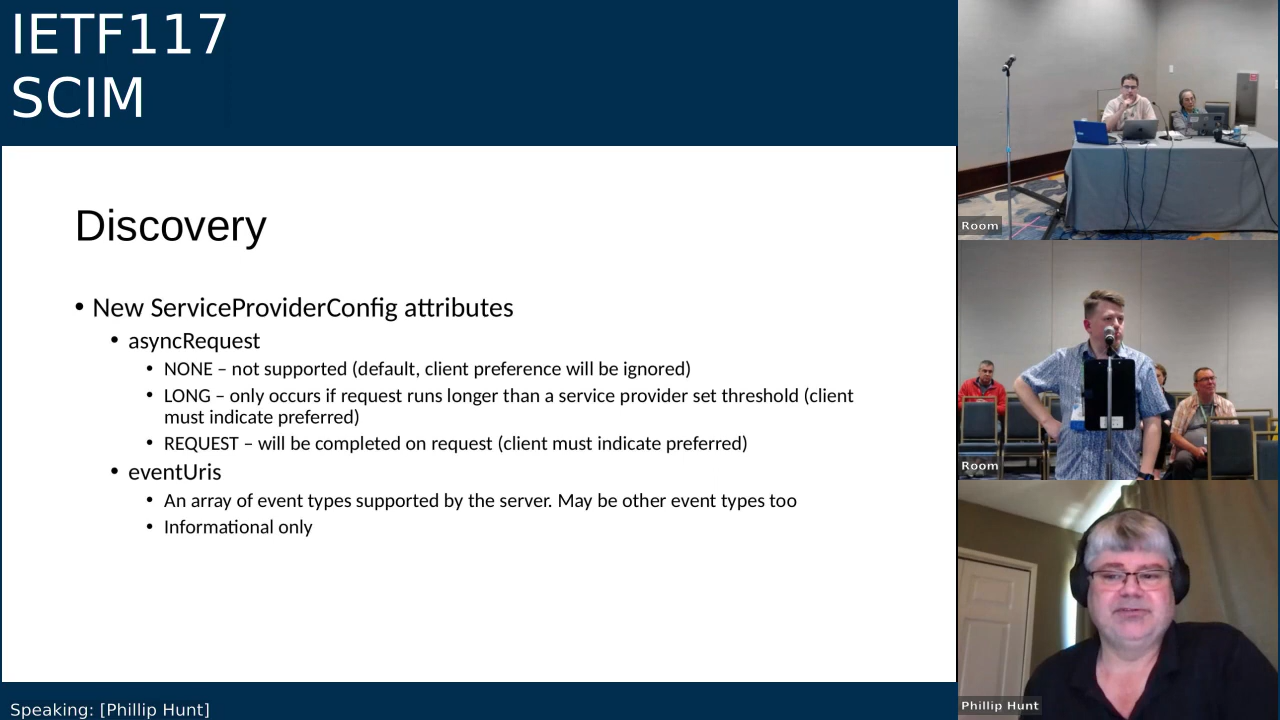 IETF117
SCIM
Discovery
• New ServiceProviderConfig attributes
• asyncRequest
• NONE – not supported (default, client preference will be ignored)
• LONG – only occurs if request runs longer than a service provider set threshold (client
must indicate preferred)
• REQUEST – will be completed on request (client must indicate preferred)
• eventUris
• An array of event types supported by the server. May be other event types too
• Informational only
Speaking: [Phillip Hunt]
Room
Room
Phillip Hunt